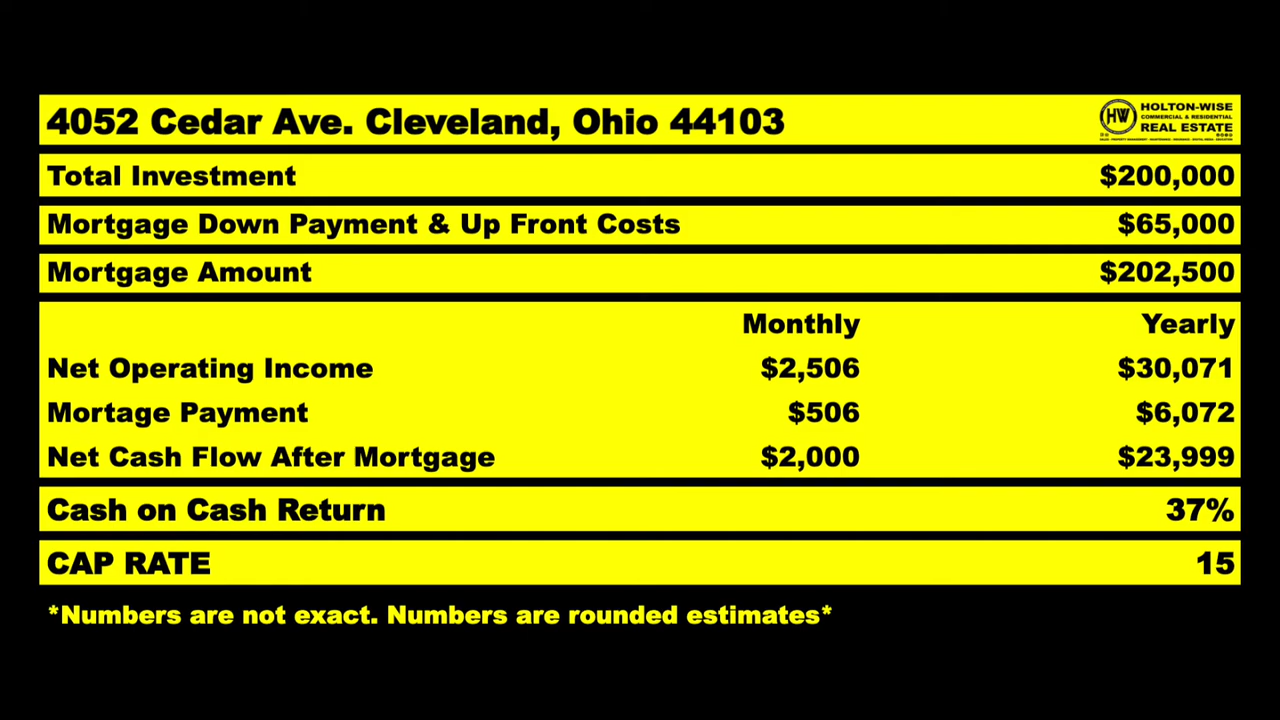 4052 Cedar Ave. Cleveland, Ohio 44103
HOLTON-WISE
COMMERCIAL & RESIDENTIAL
REAL ESTATE
HW
Total Investment $200,000
Mortgage Down Payment & Up Front Costs $65,000
Mortgage Amount $202,500
Monthly Yearly
Net Operating Income $2,506 $30,071
Mortage Payment $506 $6,072
Net Cash Flow After Mortgage $2,000 $23,999
Cash on Cash Return 37%
CAP RATE 15
*Numbers are not exact. Numbers are rounded estimates*